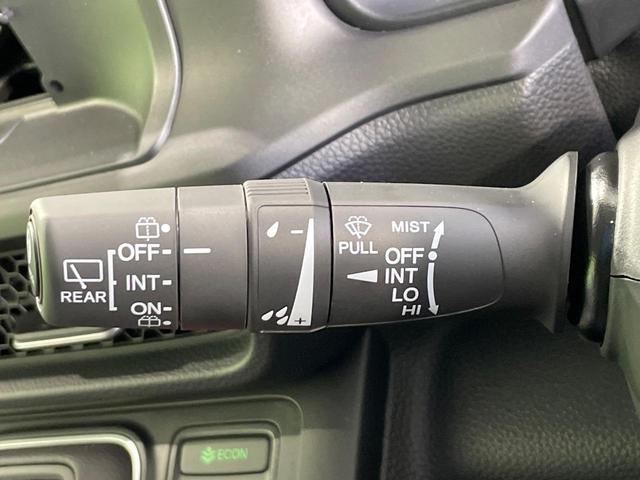 OFF
INT
ON
REAR
-
+
PULL
MIST
OFF
INT
LO
HI
ECON